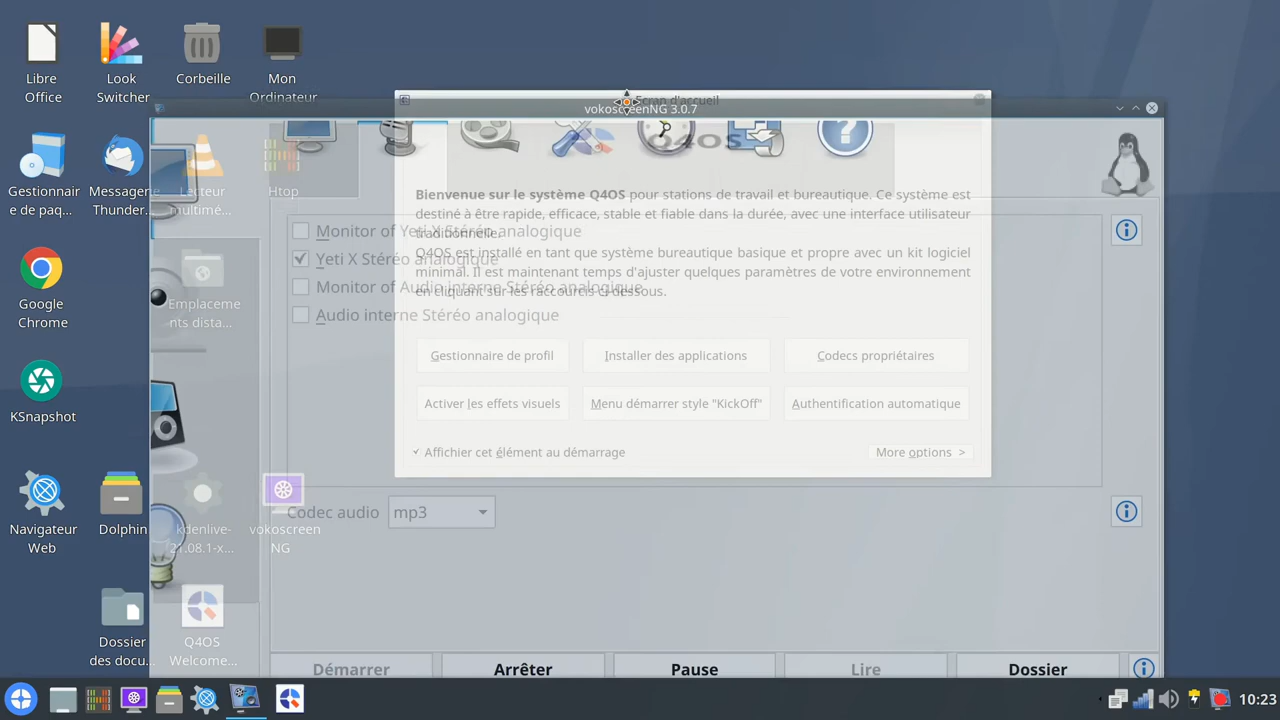 Libre
Office
Look
Switcher
Corbeille
Mon
Ordinateur
Écran d'accueil
vokoscreenNG 3.0.7
Gestionnair
e de paq...
Messagerie
Thunder...
Lecteur
multimé...
Htop
Q4OS
Bienvenue sur le système Q4OS pour stations de travail et bureautique. Ce système est
destiné à être rapide, efficace, stable et fiable dans la durée, avec une interface utilisateur
traditionnelle.
Q4OS est installé en tant que système bureautique basique et propre avec un kit logiciel
minimal. Il est maintenant temps d'ajuster quelques paramètres de votre environnement
en cliquant sur les raccourcis ci-dessous.
Monitor of Yeti X Stéréo analogique
Yeti X Stéréo analogique
Monitor of Audio interne Stéréo analogique
Audio interne Stéréo analogique
Google
Chrome
Emplaceme
nts dista...
Gestionnaire de profil
Installer des applications
Codecs propriétaires
Activer les effets visuels
Menu démarre style "KickOff"
Authentification automatique
KSnapshot
Affichier cet élément au démarrage
More options >
Navigateur
Web
Dolphin
kdenlive-
21.08.1-x...
vokoscreen
NG
Codec audio
mp3
Dossier
des docu...
Q4OS
Welcome...
Démarrer
Arrêter
Pause
Lire
Dossier
10:23